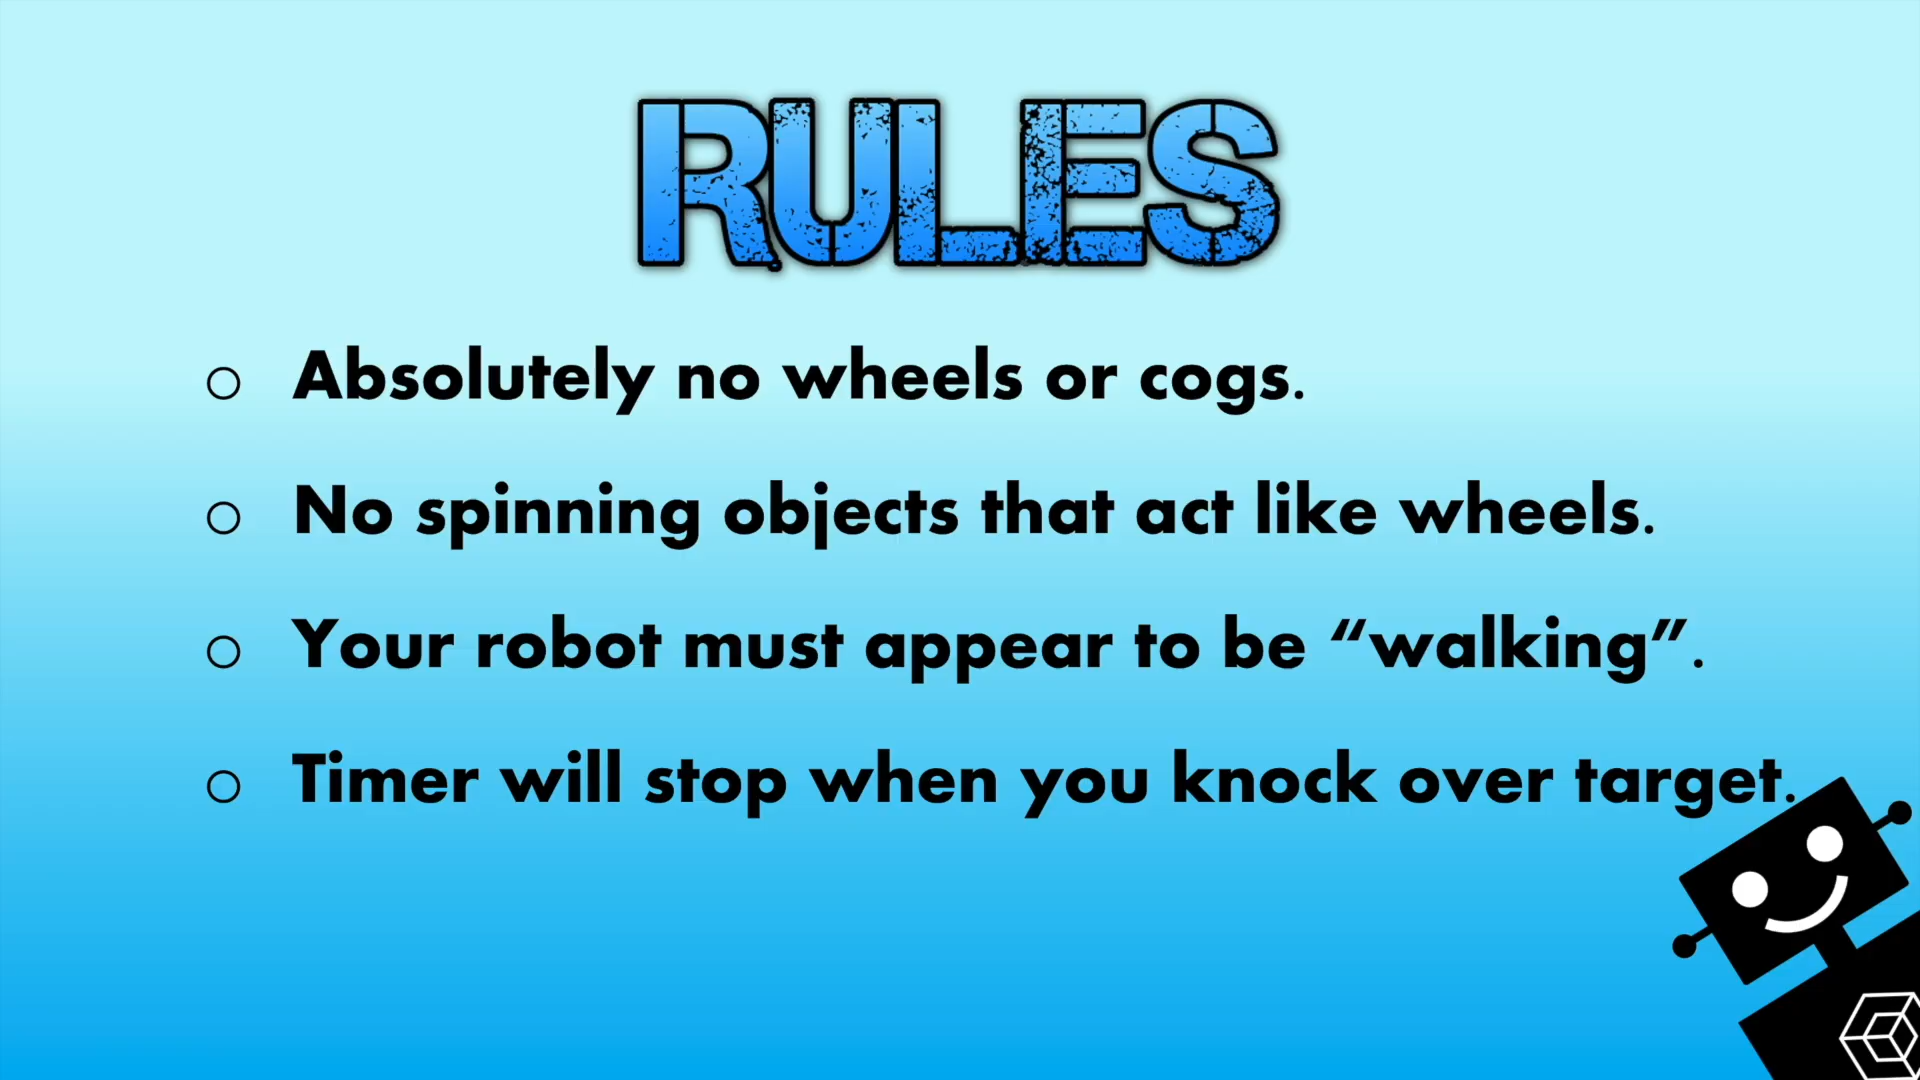 RULES
Absolutely no wheels or cogs.
No spinning objects that act like wheels.
Your robot must appear to be “walking”.
Timer will stop when you knock over target.